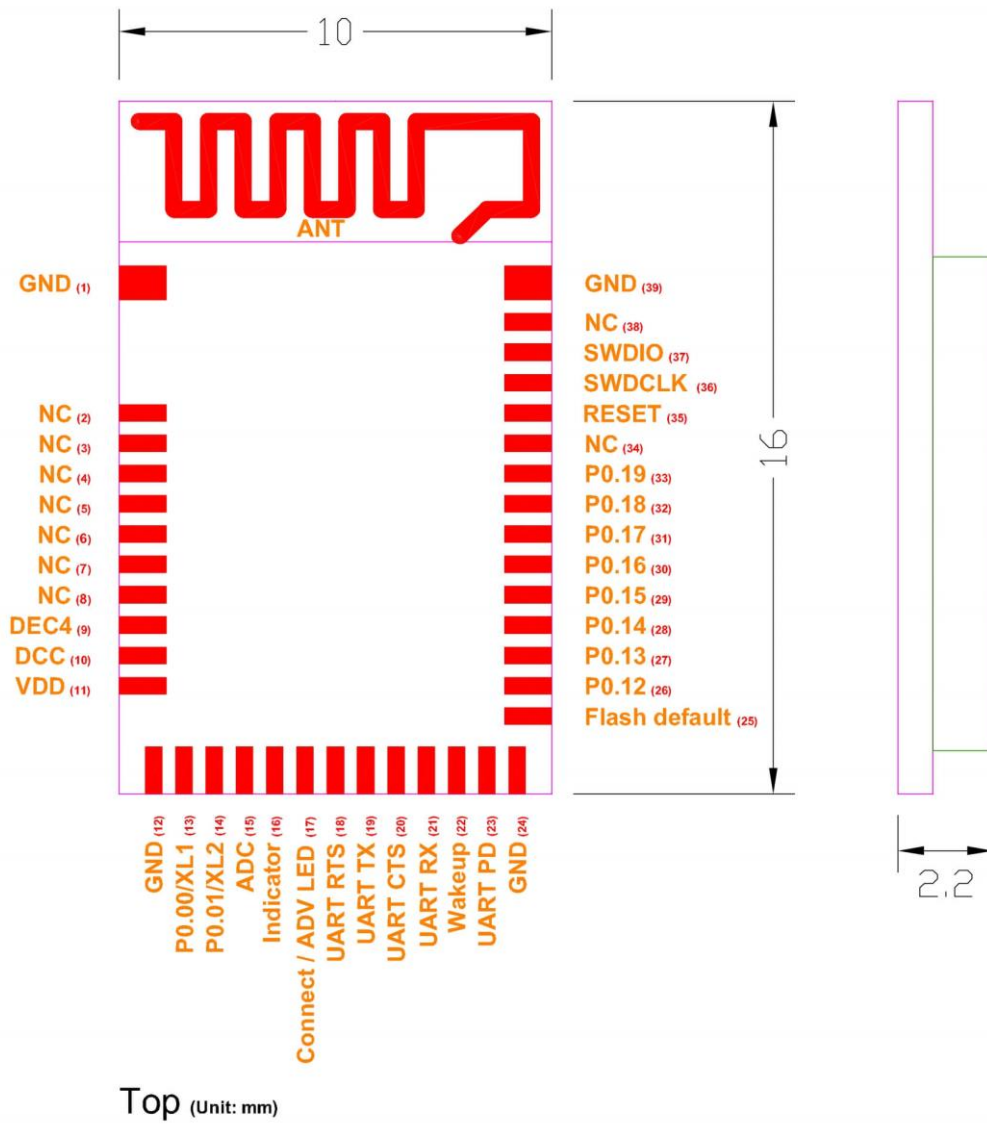 10
ANT
GND (1)
NC (2)
NC (3)
NC (4)
NC (5)
NC (6)
NC (7)
NC (8)
DEC4 (9)
DCC (10)
VDD (11)
GND (39)
NC (38)
SWDIO (37)
SWDCLK (36)
RESET (35)
NC (34)
P0.19 (33)
P0.18 (32)
P0.17 (31)
P0.16 (30)
P0.15 (29)
P0.14 (28)
P0.13 (27)
P0.12 (26)
Flash default (25)
16
2.2
GND (12)
P0.00/XL1 (13)
P0.01/XL2 (14)
ADC (15)
Indicator (16)
Connect / ADV LED (17)
UART RTS (18)
UART TX (19)
UART CTS (20)
UART RX (21)
Wakeup (22)
UART PD (23)
GND (24)
Top (Unit: mm)